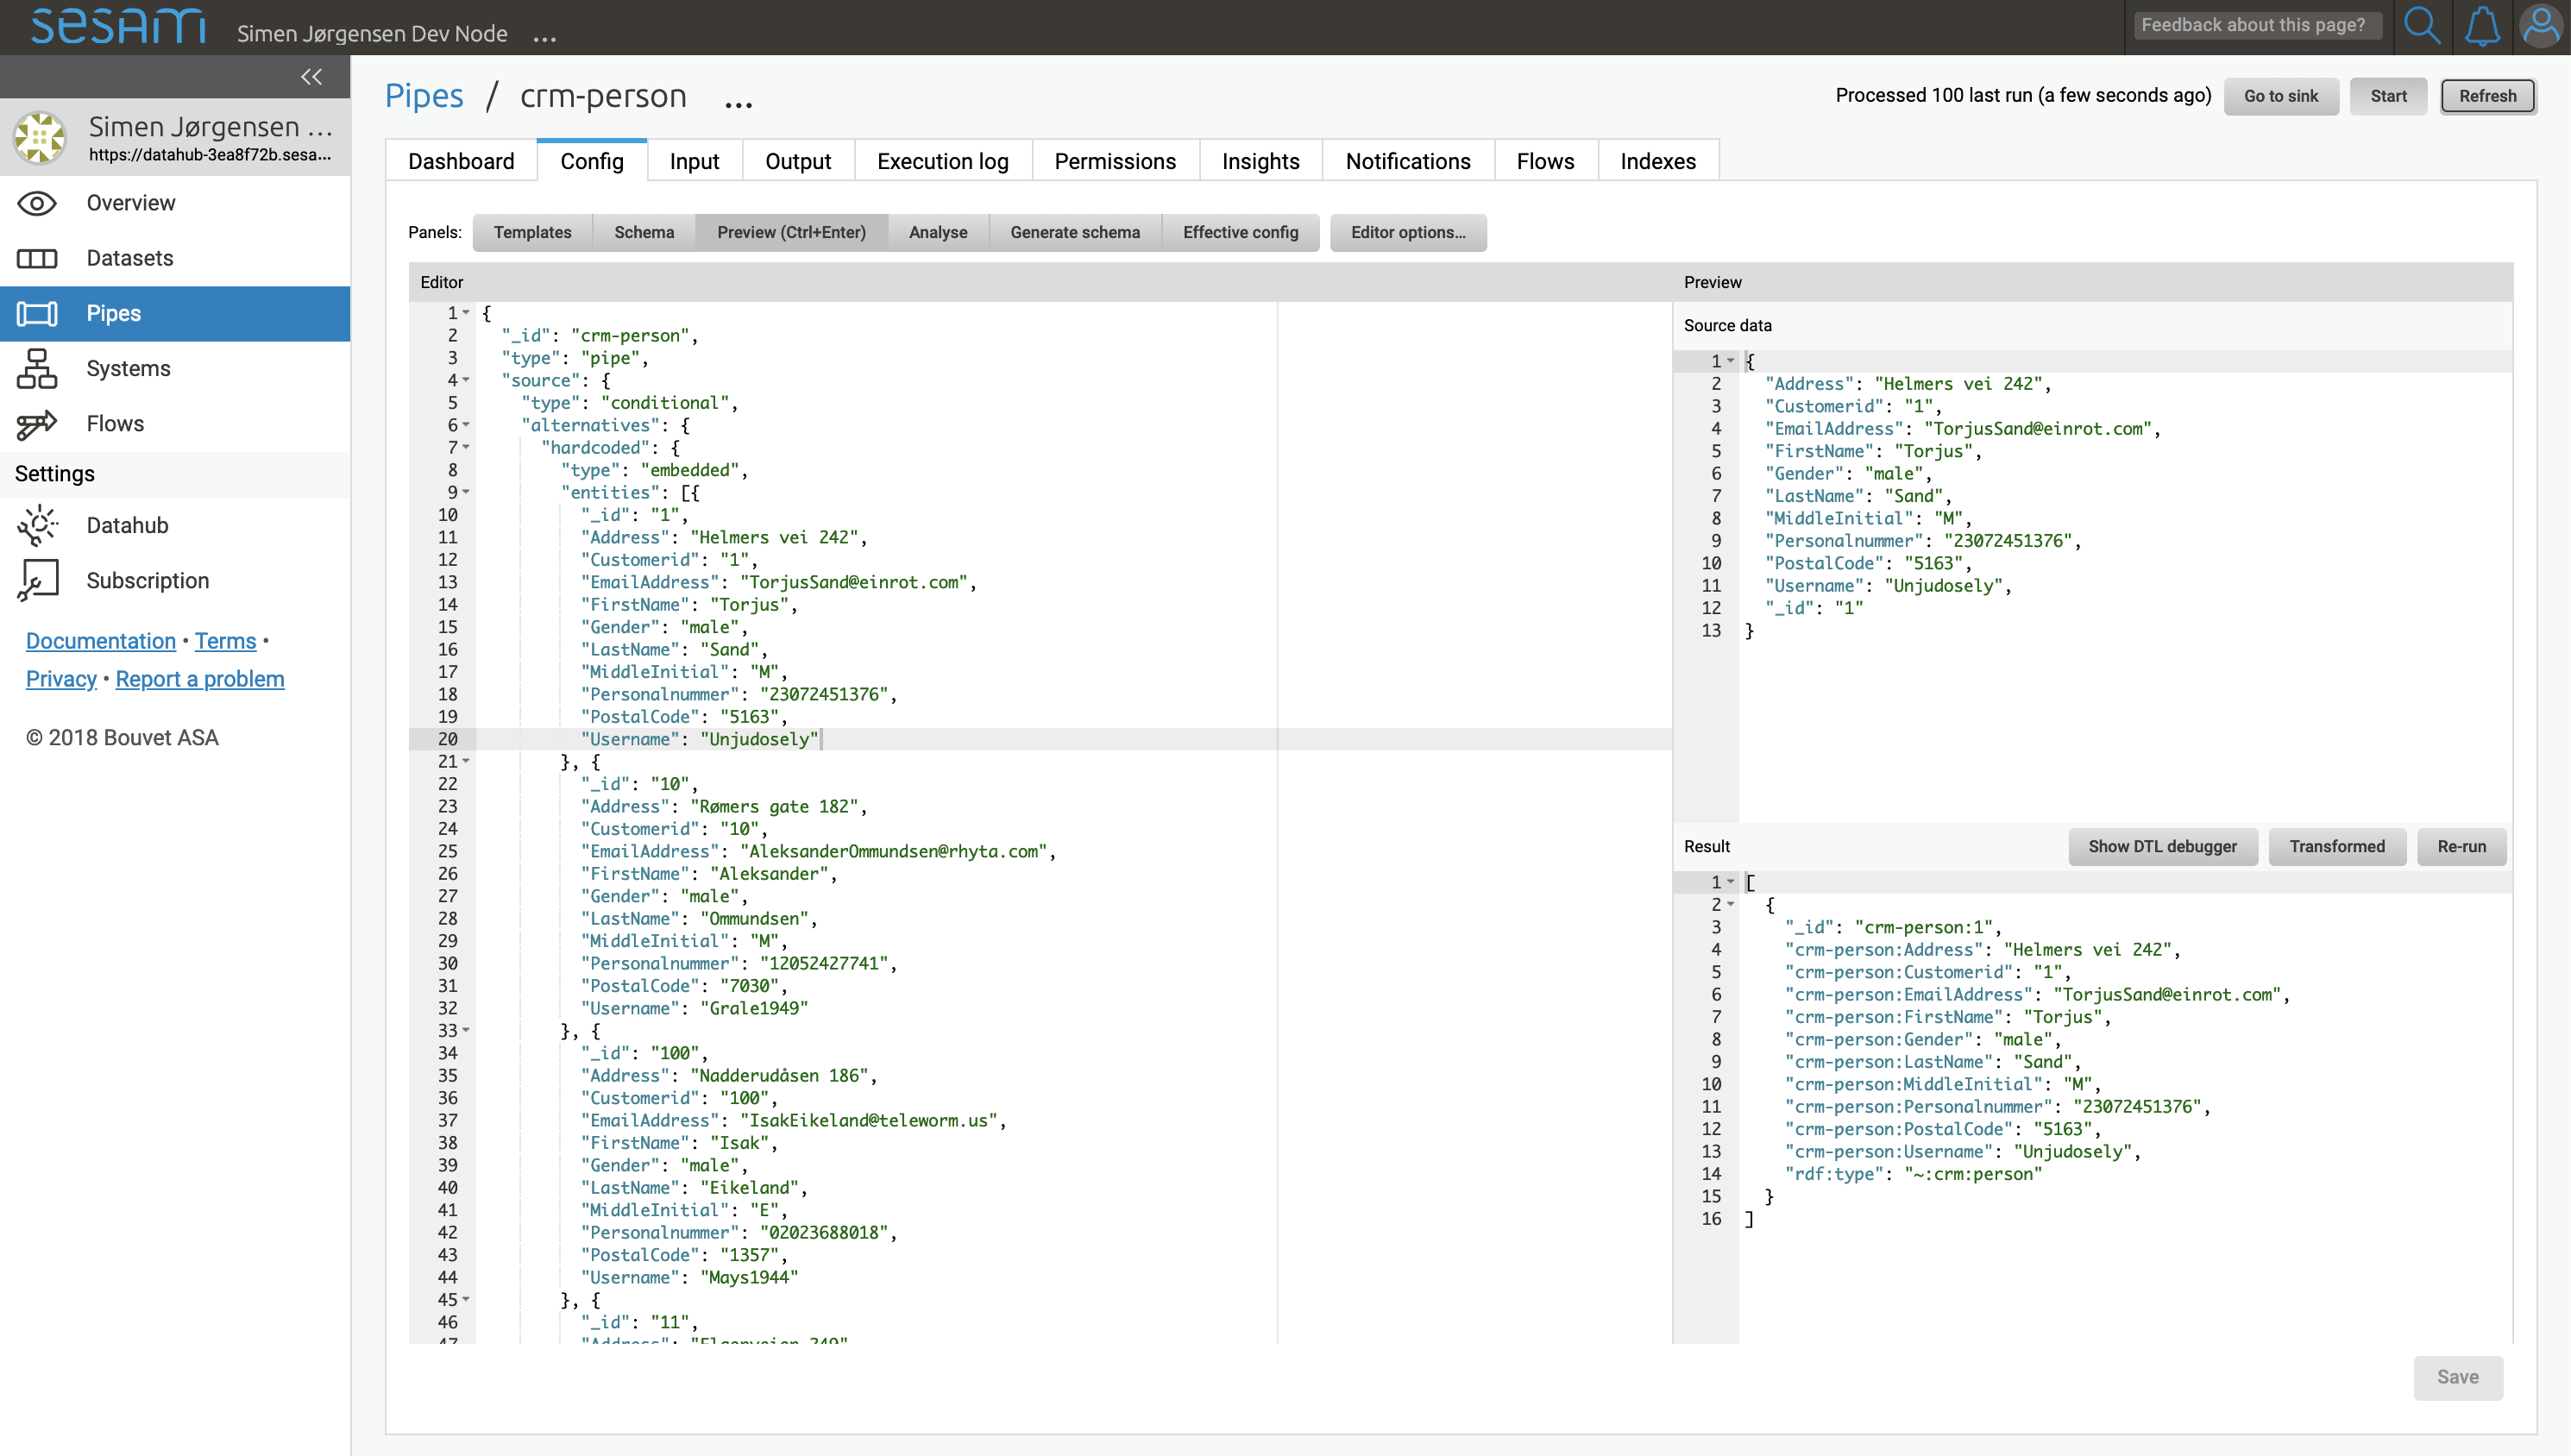 sesam Simen Jørgensen Dev Node ... Feedback about this page?
Simen Jørgensen ...
https://datahub-3ea8f72b.sesa...
Overview
Datasets
Pipes
Systems
Flows
Settings
Datahub
Subscription
Documentation • Terms •
Privacy • Report a problem
© 2018 Bouvet ASA
Pipes / crm-person ... Processed 100 last run (a few seconds ago) Go to sink Start Refresh
Dashboard Config Input Output Execution log Permissions Insights Notifications Flows Indexes
Panels: Templates Schema Preview (Ctrl+Enter) Analyse Generate schema Effective config Editor options...
Editor
1 {
2 "_id": "crm-person",
3 "type": "pipe",
4 "source": {
5 "type": "conditional",
6 "alternatives": {
7 "hardcoded": {
8 "type": "embedded",
9 "entities": [{
10 "_id": "1",
11 "Address": "Helmers vei 242",
12 "Customerid": "1",
13 "EmailAddress": "TorjusSand@einrot.com",
14 "FirstName": "Torjus",
15 "Gender": "male",
16 "LastName": "Sand",
17 "MiddleInitial": "M",
18 "Personalnummer": "23072451376",
19 "PostalCode": "5163",
20 "Username": "Unjudosely"
21 }, {
22 "_id": "10",
23 "Address": "Rømers gate 182",
24 "Customerid": "10",
25 "EmailAddress": "AleksanderOmmundsen@rhyta.com",
26 "FirstName": "Aleksander",
27 "Gender": "male",
28 "LastName": "Ommundsen",
29 "MiddleInitial": "M",
30 "Personalnummer": "12052427741",
31 "PostalCode": "7030",
32 "Username": "Grale1949"
33 }, {
34 "_id": "100",
35 "Address": "Nadderudåsen 186",
36 "Customerid": "100",
37 "EmailAddress": "IsakEikeland@teleworm.us",
38 "FirstName": "Isak",
39 "Gender": "male",
40 "LastName": "Eikeland",
41 "MiddleInitial": "E",
42 "Personalnummer": "02023688018",
43 "PostalCode": "1357",
44 "Username": "Mays1944"
45 }, {
46 "_id": "11",
47 "Address":
Preview
Source data
1 {
2 "Address": "Helmers vei 242",
3 "Customerid": "1",
4 "EmailAddress": "TorjusSand@einrot.com",
5 "FirstName": "Torjus",
6 "Gender": "male",
7 "LastName": "Sand",
8 "MiddleInitial": "M",
9 "Personalnummer": "23072451376",
10 "PostalCode": "5163",
11 "Username": "Unjudosely",
12 "_id": "1"
13 }
Result Show DTL debugger Transformed Re-run
1 [
2 {
3 "_id": "crm-person:1",
4 "crm-person:Address": "Helmers vei 242",
5 "crm-person:Customerid": "1",
6 "crm-person:EmailAddress": "TorjusSand@einrot.com",
7 "crm-person:FirstName": "Torjus",
8 "crm-person:Gender": "male",
9 "crm-person:LastName": "Sand",
10 "crm-person:MiddleInitial": "M",
11 "crm-person:Personalnummer": "23072451376",
12 "crm-person:PostalCode": "5163",
13 "crm-person:Username": "Unjudosely",
14 "rdf:type": "~:crm:person"
15 }
16 ]
Save